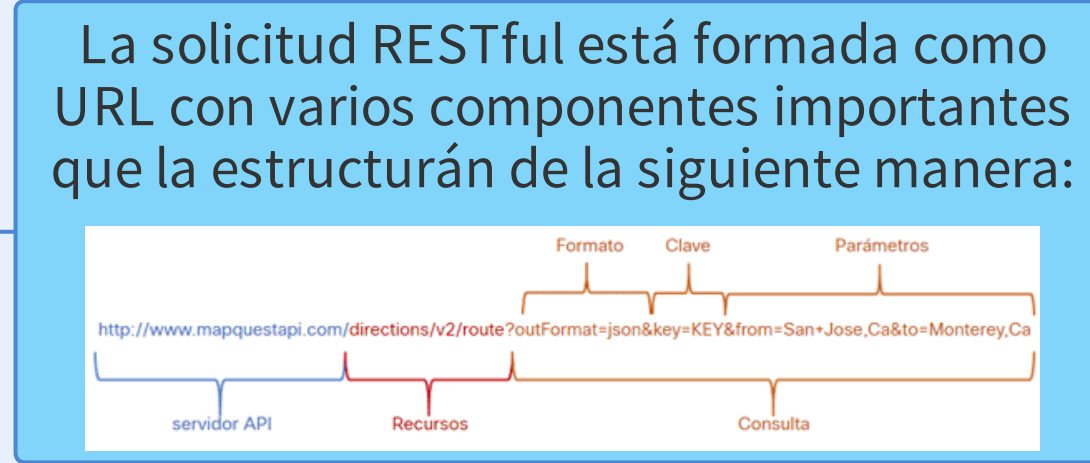 La solicitud RESTful está formada como
URL con varios componentes importantes
que la estructurán de la siguiente manera:
Formato Clave Parámetros
http://www.mapquestapi.com/directions/v2/route?outFormat=json&key=KEY&from=San+Jose,Ca&to=Monterey,Ca
servidor API Recursos Consulta